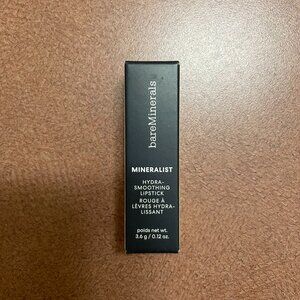 bareMinerals
MINERALIST
HYDRA-
SMOOTHING
LIPSTICK
ROUGE À
LÈVRES HYDRA-
LISSANT
poids net wt.
3.6 g / 0.12 oz.